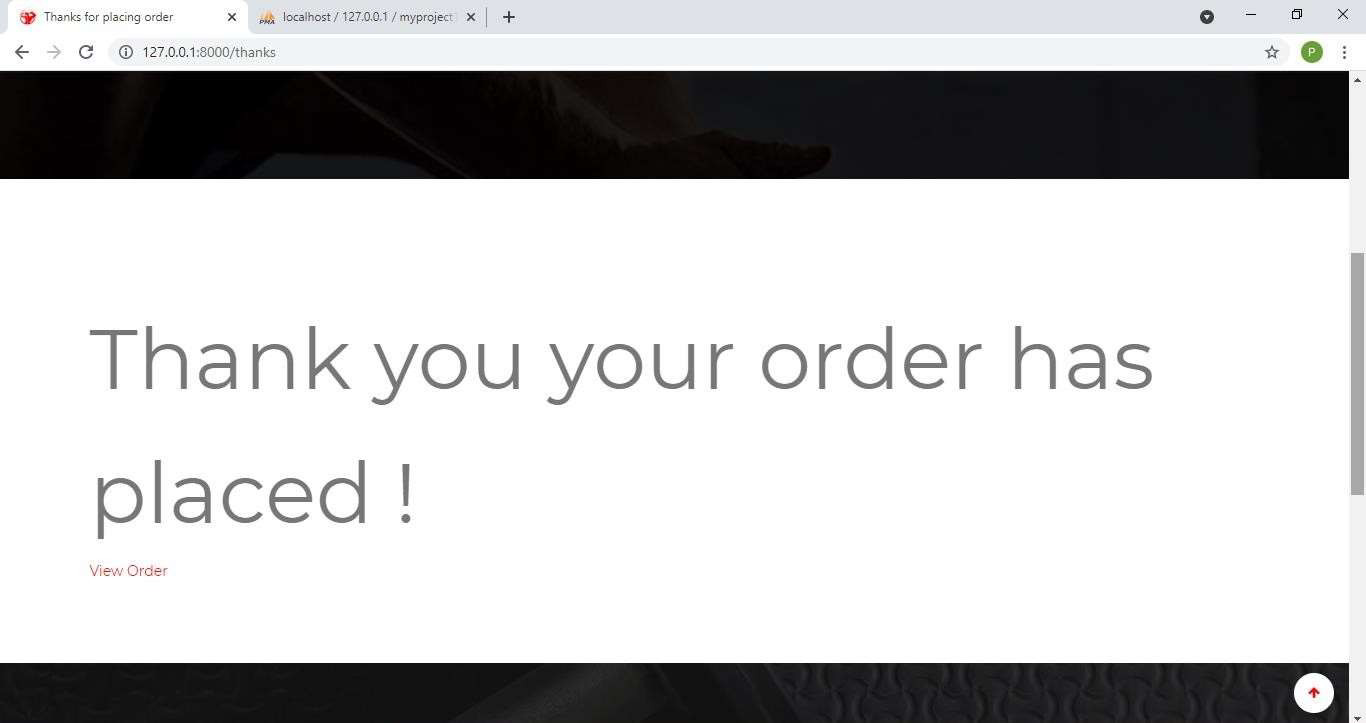 Thanks for placing order
PMA
localhost / 127.0.0.1 / myproject
127.0.0.1:8000/thanks
P
Thank you your order has
placed !
View Order